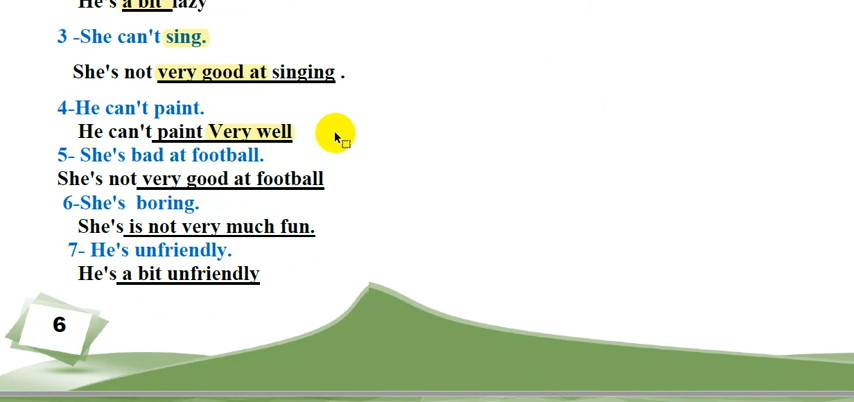 He's a bit lazy
3 -She can't sing.
She's not very good at singing .
4-He can't paint.
He can't paint Very well
5- She's bad at football.
She's not very good at football
6-She's boring.
She's is not very much fun.
7- He's unfriendly.
He's a bit unfriendly
6